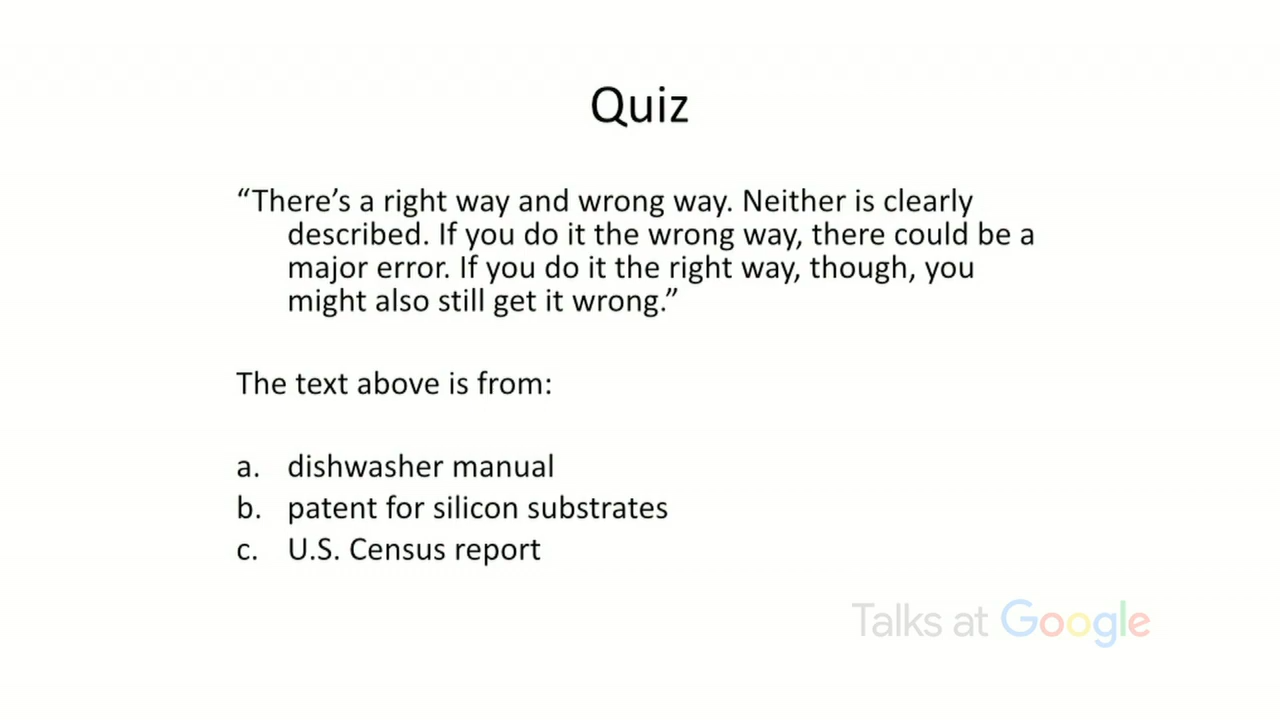 Quiz
“There’s a right way and wrong way. Neither is clearly
described. If you do it the wrong way, there could be a
major error. If you do it the right way, though, you
might also still get it wrong.”
The text above is from:
a. dishwasher manual
b. patent for silicon substrates
c. U.S. Census report
Talks at Google